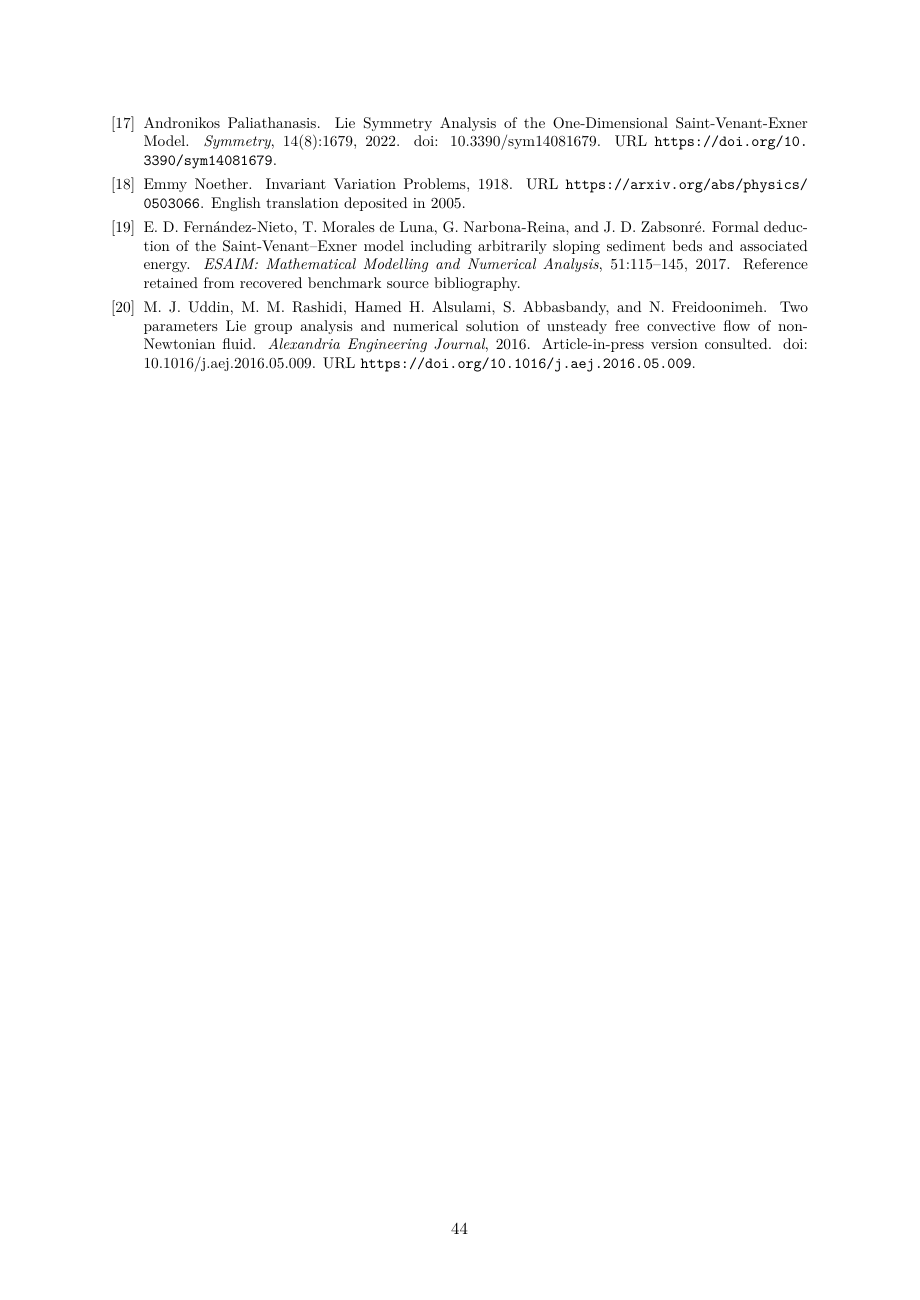 [17] Andronikos Paliathanasis. Lie Symmetry Analysis of the One-Dimensional Saint-Venant-Exner
Model. Symmetry, 14(8):1679, 2022. doi: 10.3390/sym14081679. URL https://doi.org/10.
3390/sym14081679.
[18] Emmy Noether. Invariant Variation Problems, 1918. URL https://arxiv.org/abs/physics/
0503066. English translation deposited in 2005.
[19] E. D. Fernández-Nieto, T. Morales de Luna, G. Narbona-Reina, and J. D. Zabsonré. Formal deduc-
tion of the Saint-Venant–Exner model including arbitrarily sloping sediment beds and associated
energy. ESAIM: Mathematical Modelling and Numerical Analysis, 51:115–145, 2017. Reference
retained from recovered benchmark source bibliography.
[20] M. J. Uddin, M. M. Rashidi, Hamed H. Alsulami, S. Abbasbandy, and N. Freidoonimeh. Two
parameters Lie group analysis and numerical solution of unsteady free convective flow of non-
Newtonian fluid. Alexandria Engineering Journal, 2016. Article-in-press version consulted. doi:
10.1016/j.aej.2016.05.009. URL https://doi.org/10.1016/j.aej.2016.05.009.
44